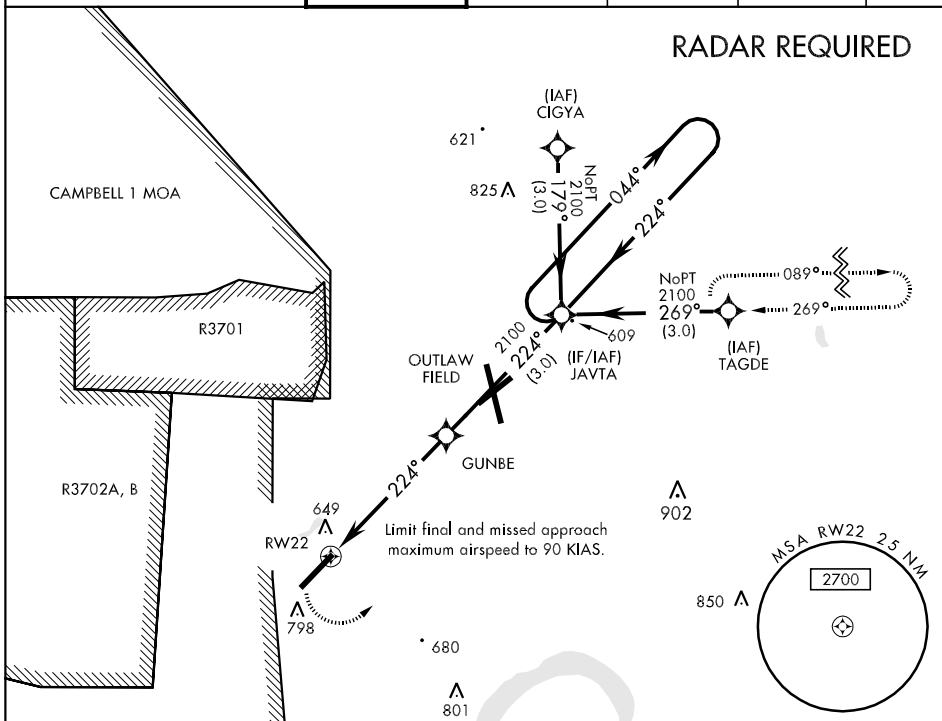 RADAR REQUIRED
(IAF)
CIGYA
621
CAMPBELL 1 MOA
825
NoPT
2100
179°
(3.0)
044°
224°
NoPT
2100
269°
(3.0)
089°
269°
R3701
609
2100
224°
(3.0)
(IF/IAF)
JAVTA
(IAF)
TAGDE
OUTLAW
FIELD
GUNBE
224°
R3702A, B
902
649
RW22
Limit final and missed approach
maximum airspeed to 90 KIAS.
MSA RW22 25 NM
2700
850
798
680
801